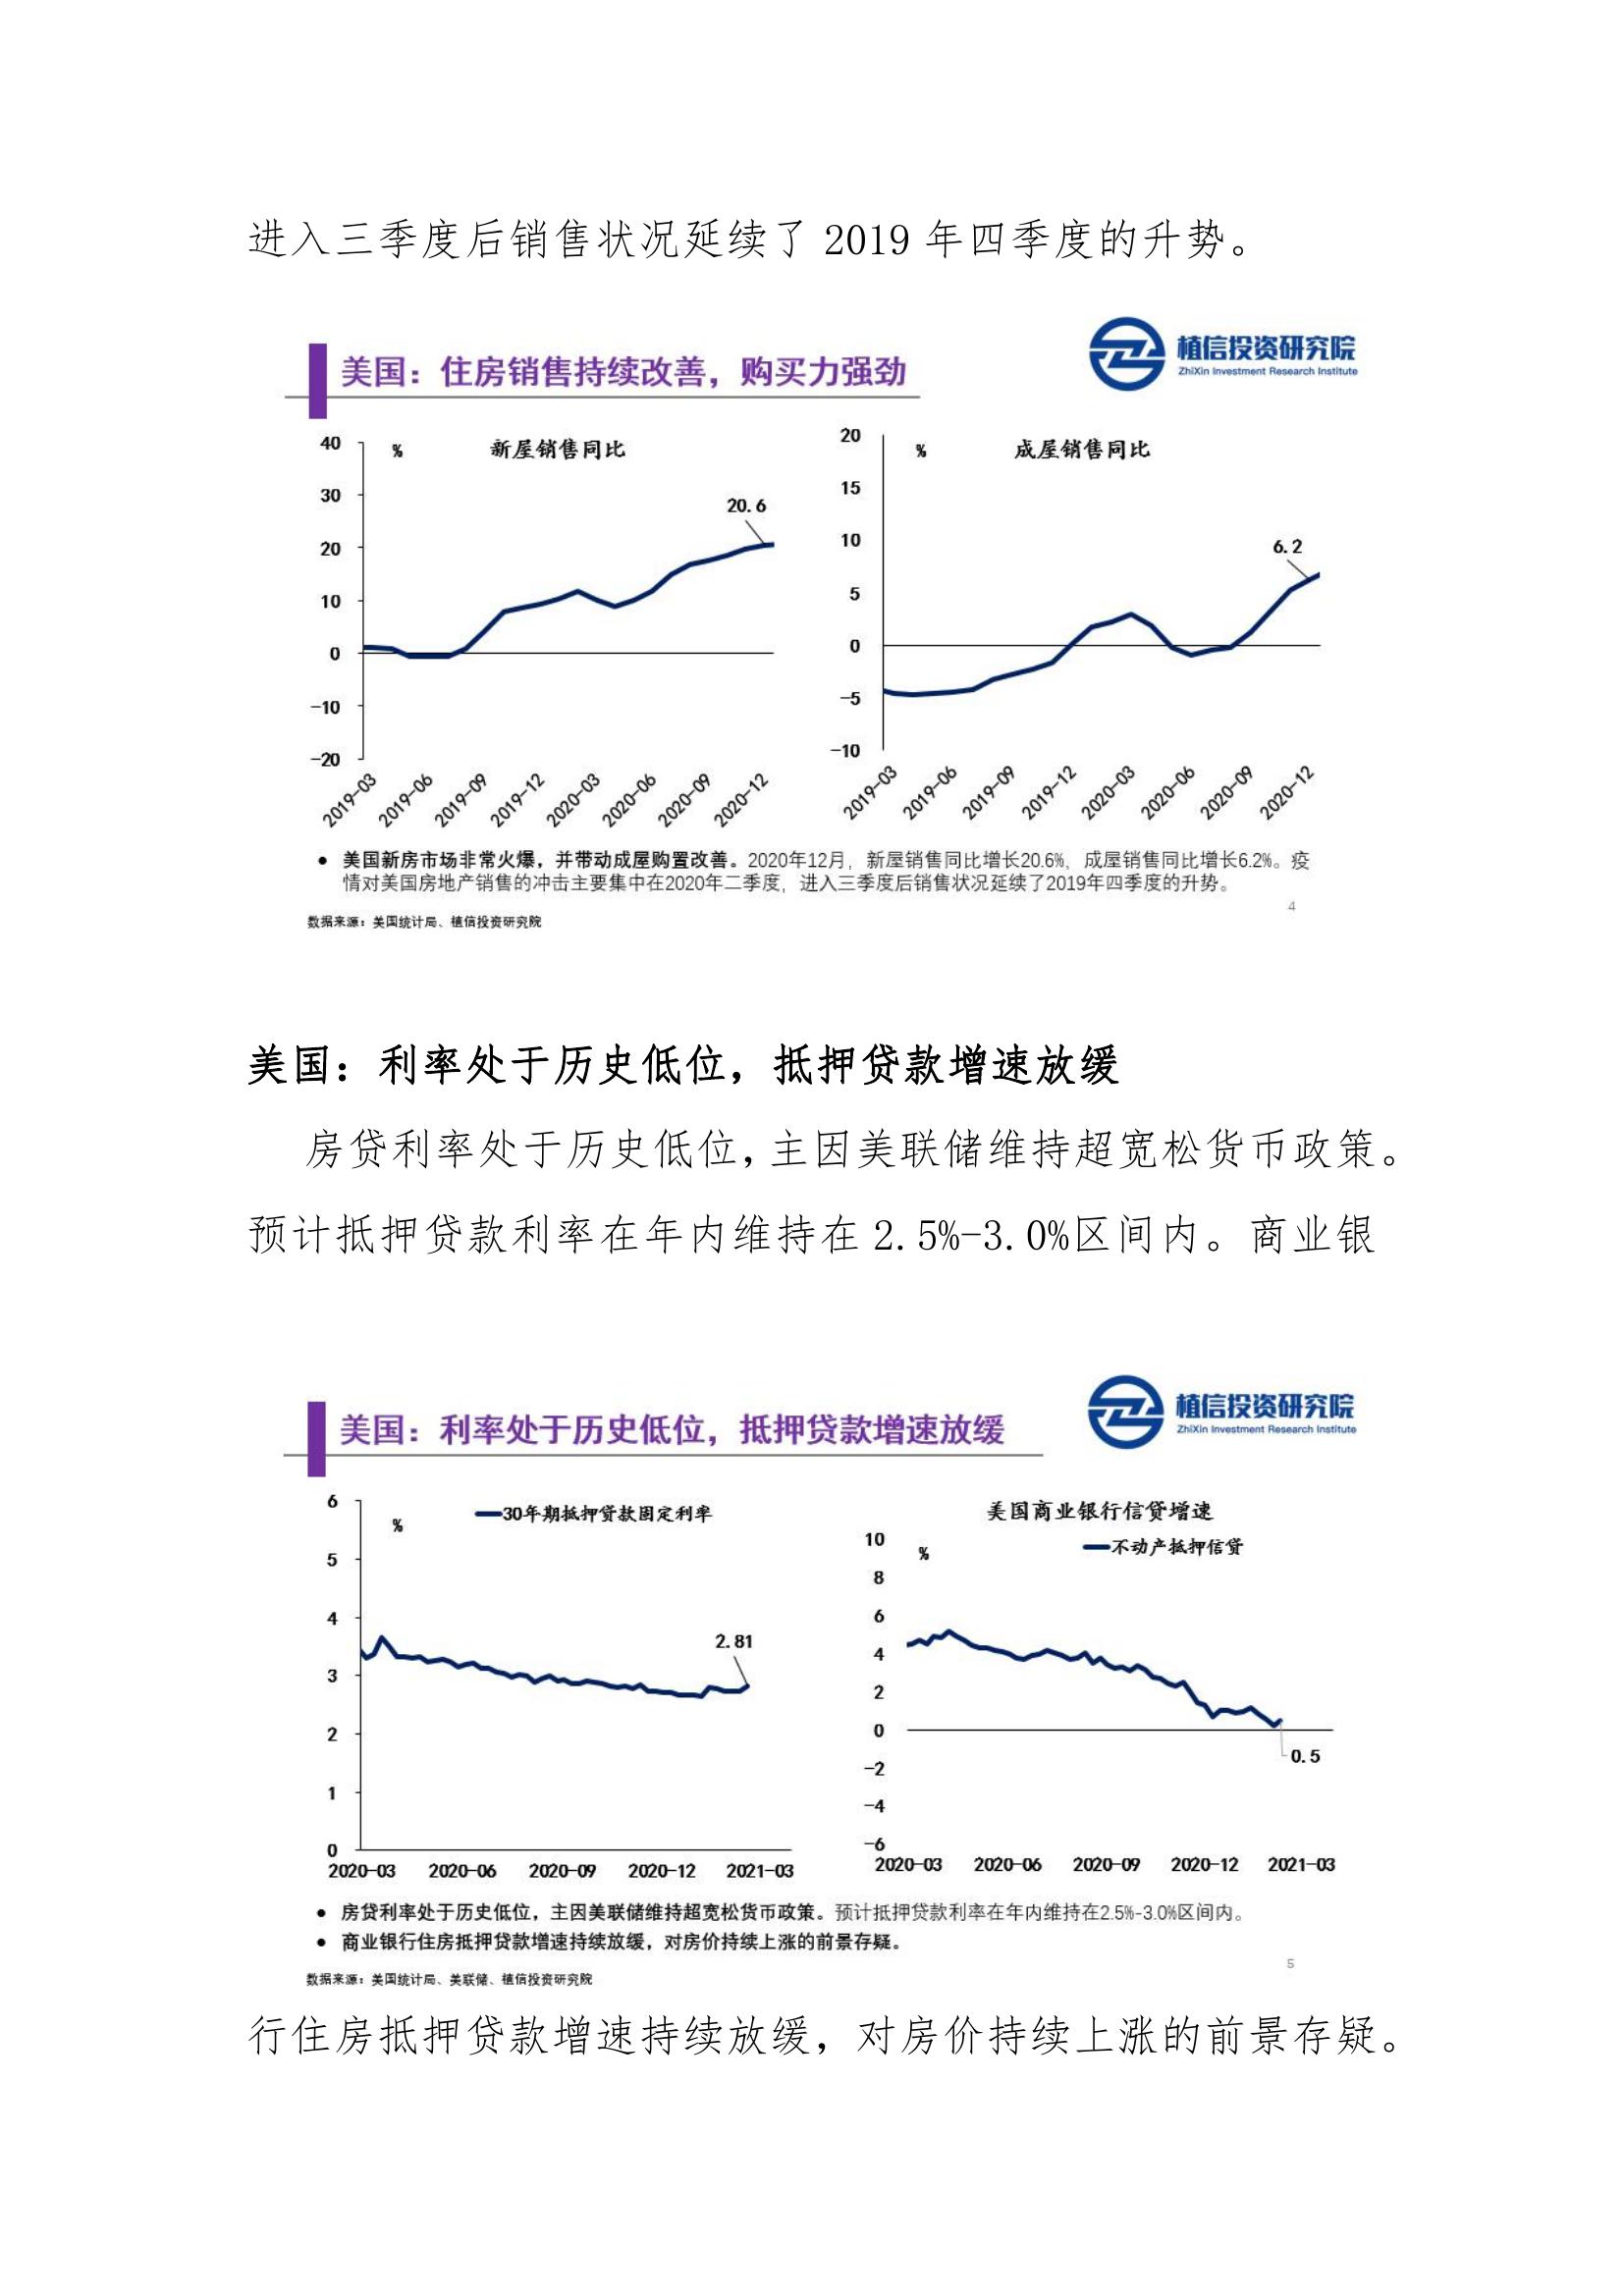 进入三季度后销售状况延续了 2019 年四季度的升势。
美国：住房销售持续改善，购买力强劲
植信投资研究院
ZhiXin Investment Research Institute
% 新屋销售同比
40
30
20
10
0
-10
-20
20.6
2019-03 2019-06 2019-09 2019-12 2020-03 2020-06 2020-09 2020-12
% 成屋销售同比
20
15
10
5
0
-5
-10
6.2
2019-03 2019-06 2019-09 2019-12 2020-03 2020-06 2020-09 2020-12
● 美国新房市场非常火爆，并带动成屋购置改善。2020年12月，新屋销售同比增长20.6%，成屋销售同比增长6.2%。疫
情对美国房地产销售的冲击主要集中在2020年二季度，进入三季度后销售状况延续了2019年四季度的升势。
4
数据来源：美国统计局、植信投资研究院
美国：利率处于历史低位，抵押贷款增速放缓
房贷利率处于历史低位，主因美联储维持超宽松货币政策。
预计抵押贷款利率在年内维持在 2.5%-3.0%区间内。商业银
美国：利率处于历史低位，抵押贷款增速放缓
植信投资研究院
ZhiXin Investment Research Institute
% 30年期抵押贷款固定利率
6
5
4
3
2
1
0
2.81
2020-03 2020-06 2020-09 2020-12 2021-03
美国商业银行信贷增速
% 不动产抵押信贷
10
8
6
4
2
0
-2
-4
-6
0.5
2020-03 2020-06 2020-09 2020-12 2021-03
● 房贷利率处于历史低位，主因美联储维持超宽松货币政策。预计抵押贷款利率在年内维持在2.5%-3.0%区间内。
● 商业银行住房抵押贷款增速持续放缓，对房价持续上涨的前景存疑。
5
数据来源：美国统计局、美联储、植信投资研究院
行住房抵押贷款增速持续放缓，对房价持续上涨的前景存疑。